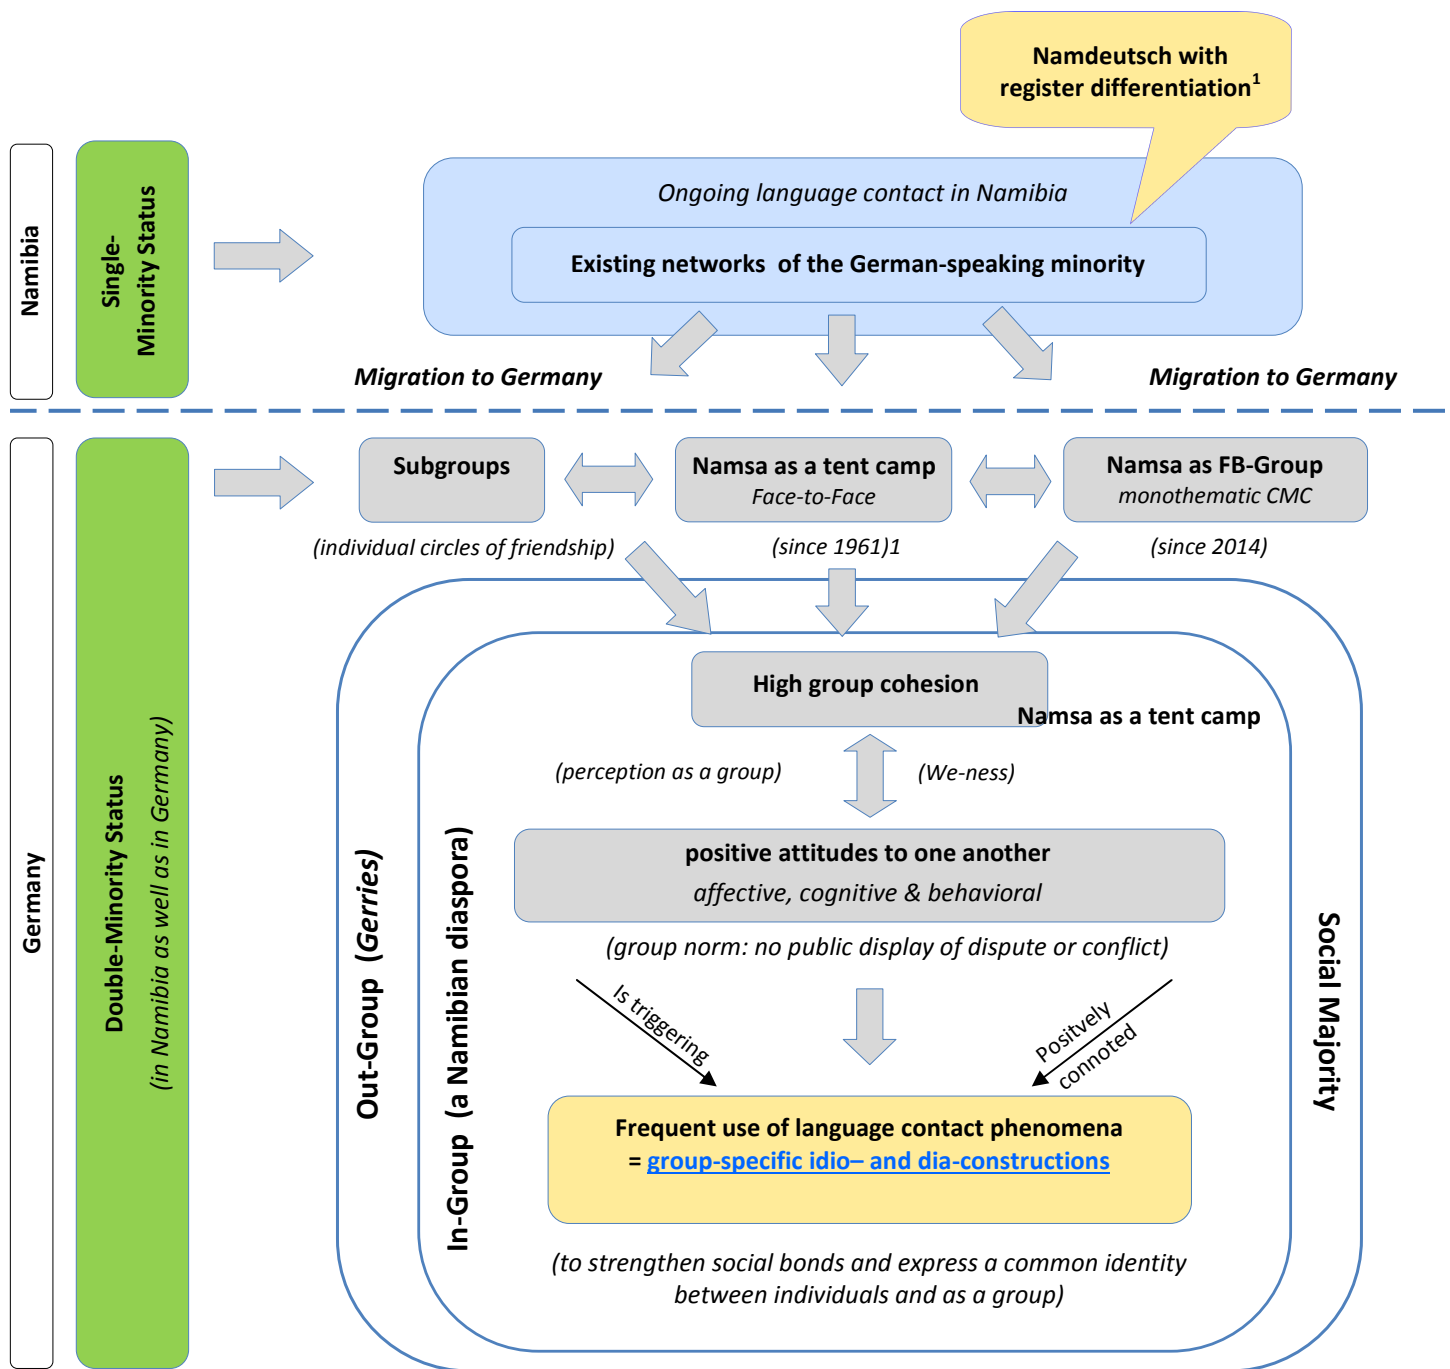 Namdeutsch with
register differentiation¹
Namibia
Single-
Minority Status
Ongoing language contact in Namibia
Existing networks of the German-speaking minority
Migration to Germany
Migration to Germany
Germany
Double-Minority Status
(in Namibia as well as in Germany)
Subgroups
Namsa as a tent camp
Face-to-Face
Namsa as FB-Group
monothematic CMC
(individual circles of friendship)
(since 1961)1
(since 2014)
Out-Group (Gerries)
In-Group (a Namibian diaspora)
Social Majority
High group cohesion
Namsa as a tent camp
(perception as a group)
(We-ness)
positive attitudes to one another
affective, cognitive & behavioral
(group norm: no public display of dispute or conflict)
Is triggering
Positvely
connoted
Frequent use of language contact phenomena
= group-specific idio– and dia-constructions
(to strengthen social bonds and express a common identity
between individuals and as a group)